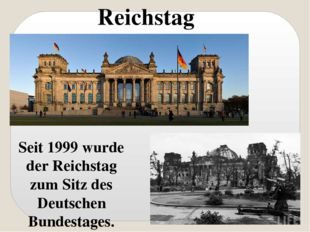 Reichstag
Seit 1999 wurde
der Reichstag
zum Sitz des
Deutschen
Bundestages.